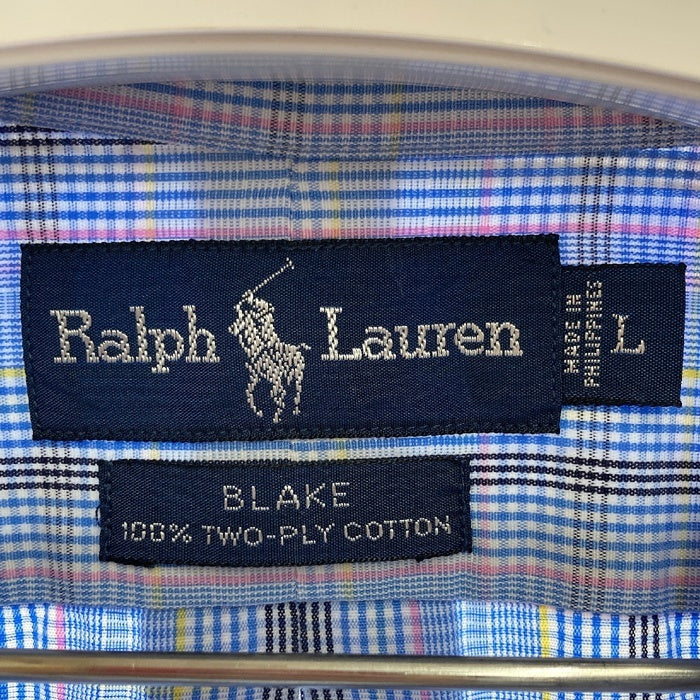 Ralph Lauren
MADE IN
PHILIPPINES
L
BLAKE
100% TWO-PLY COTTON